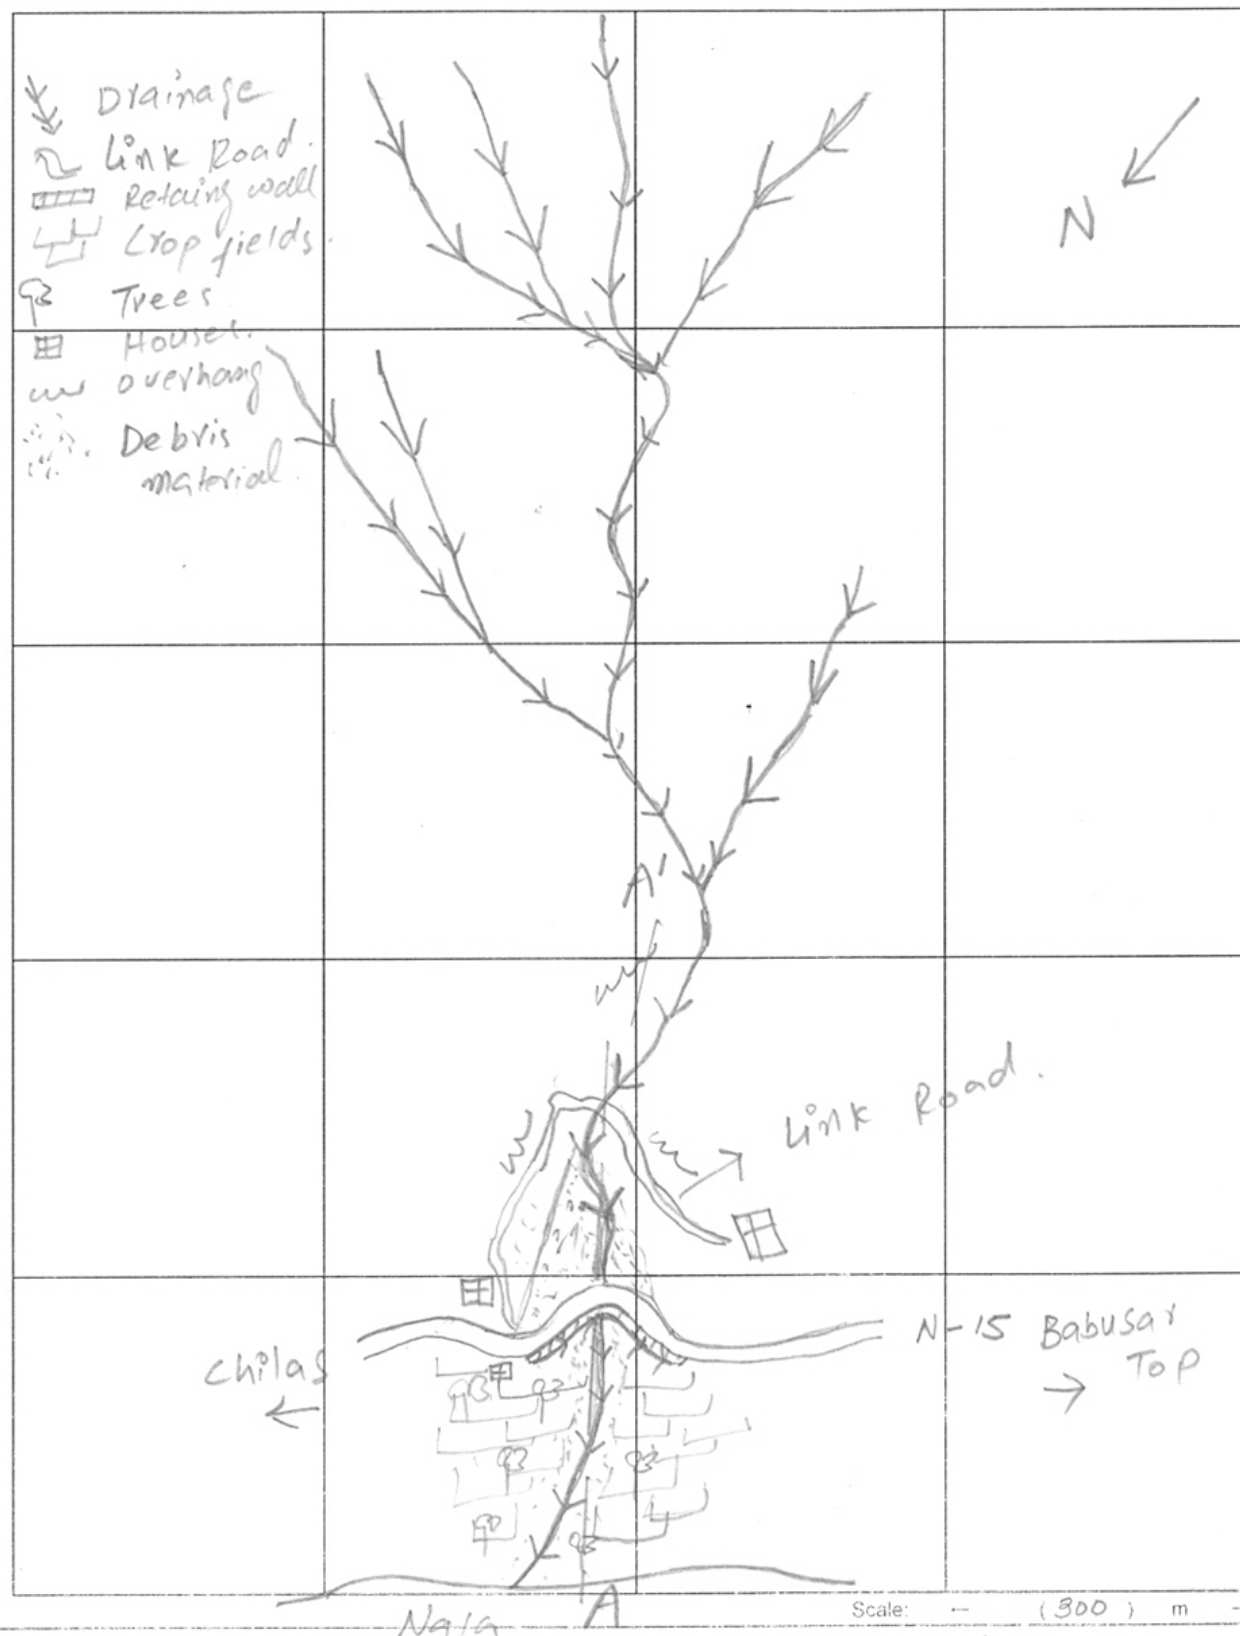 Drainage
Link Road.
Retaing wall
Crop fields.
Trees
Houses.
overhang
Debris
material.
N
A'
Link Road.
N-15 Babusar
Top
Chilas
Nala
A
Scale: - (300) m -